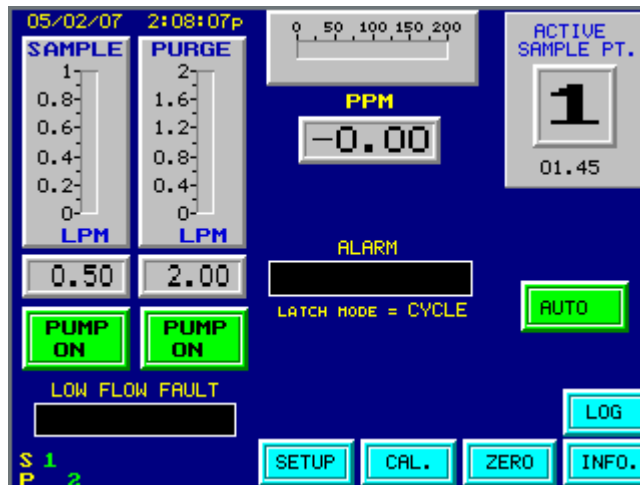 05/02/07 2:08:07p
SAMPLE
1
0.8
0.6
0.4
0.2
0
LPM
0.50
PUMP
ON
PURGE
2
1.6
1.2
0.8
0.4
0
LPM
2.00
PUMP
ON
LOW FLOW FAULT
S 1
P 2
0 50 100 150 200
PPM
-0.00
ALARM
LATCH MODE = CYCLE
ACTIVE
SAMPLE PT.
1
01.45
AUTO
LOG
SETUP CAL. ZERO INFO.